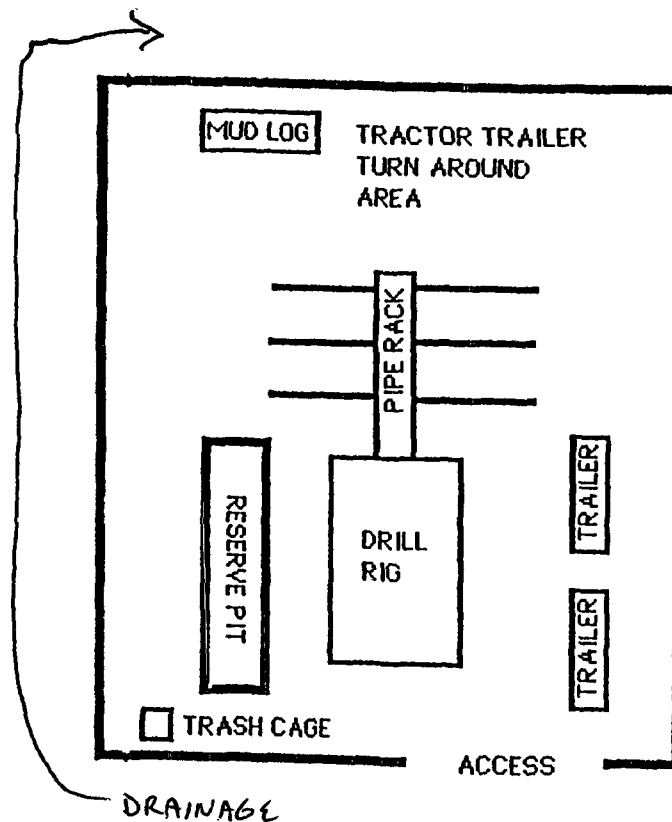 MUD LOG
TRACTOR TRAILER
TURN AROUND
AREA
PIPE RACK
RESERVE PIT
DRILL
RIG
TRAILER
TRAILER
TRASH CAGE
ACCESS
DRAINAGE